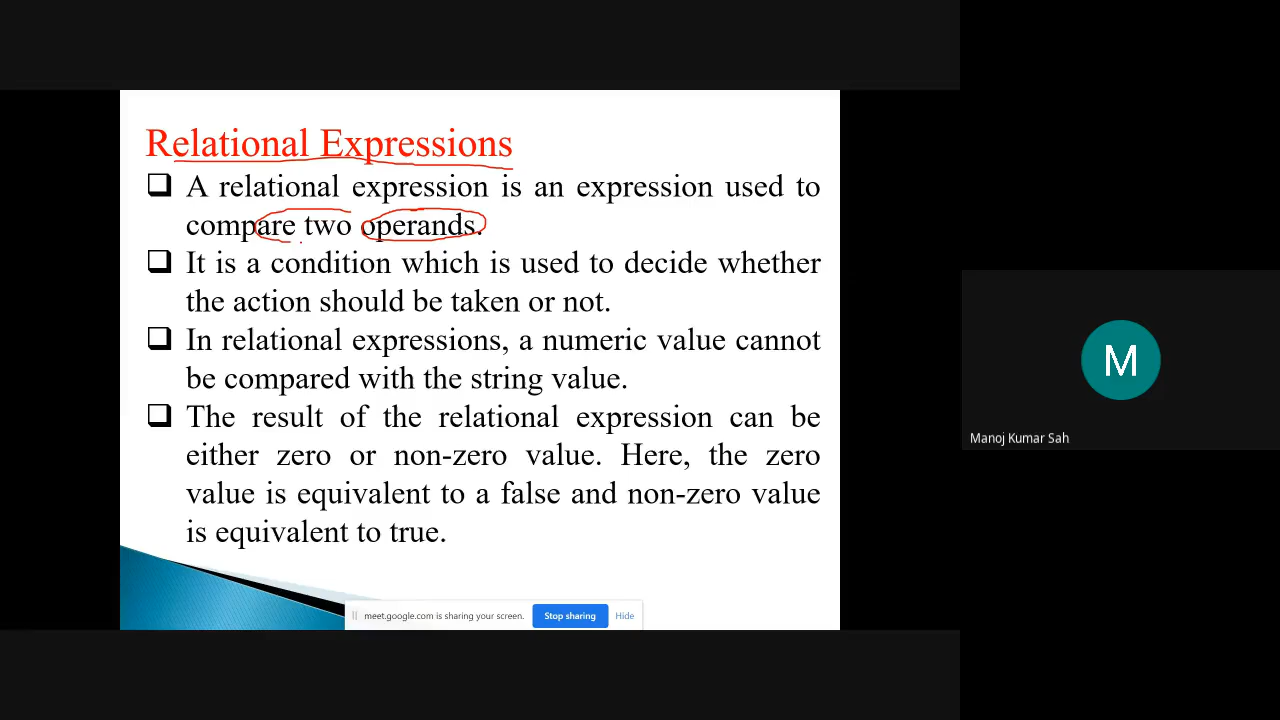 Relational Expressions
❑ A relational expression is an expression used to
compare two operands.
❑ It is a condition which is used to decide whether
the action should be taken or not.
❑ In relational expressions, a numeric value cannot
be compared with the string value.
❑ The result of the relational expression can be
either zero or non-zero value. Here, the zero
value is equivalent to a false and non-zero value
is equivalent to true.
meet.google.com is sharing your screen. Stop sharing Hide
M
Manoj Kumar Sah